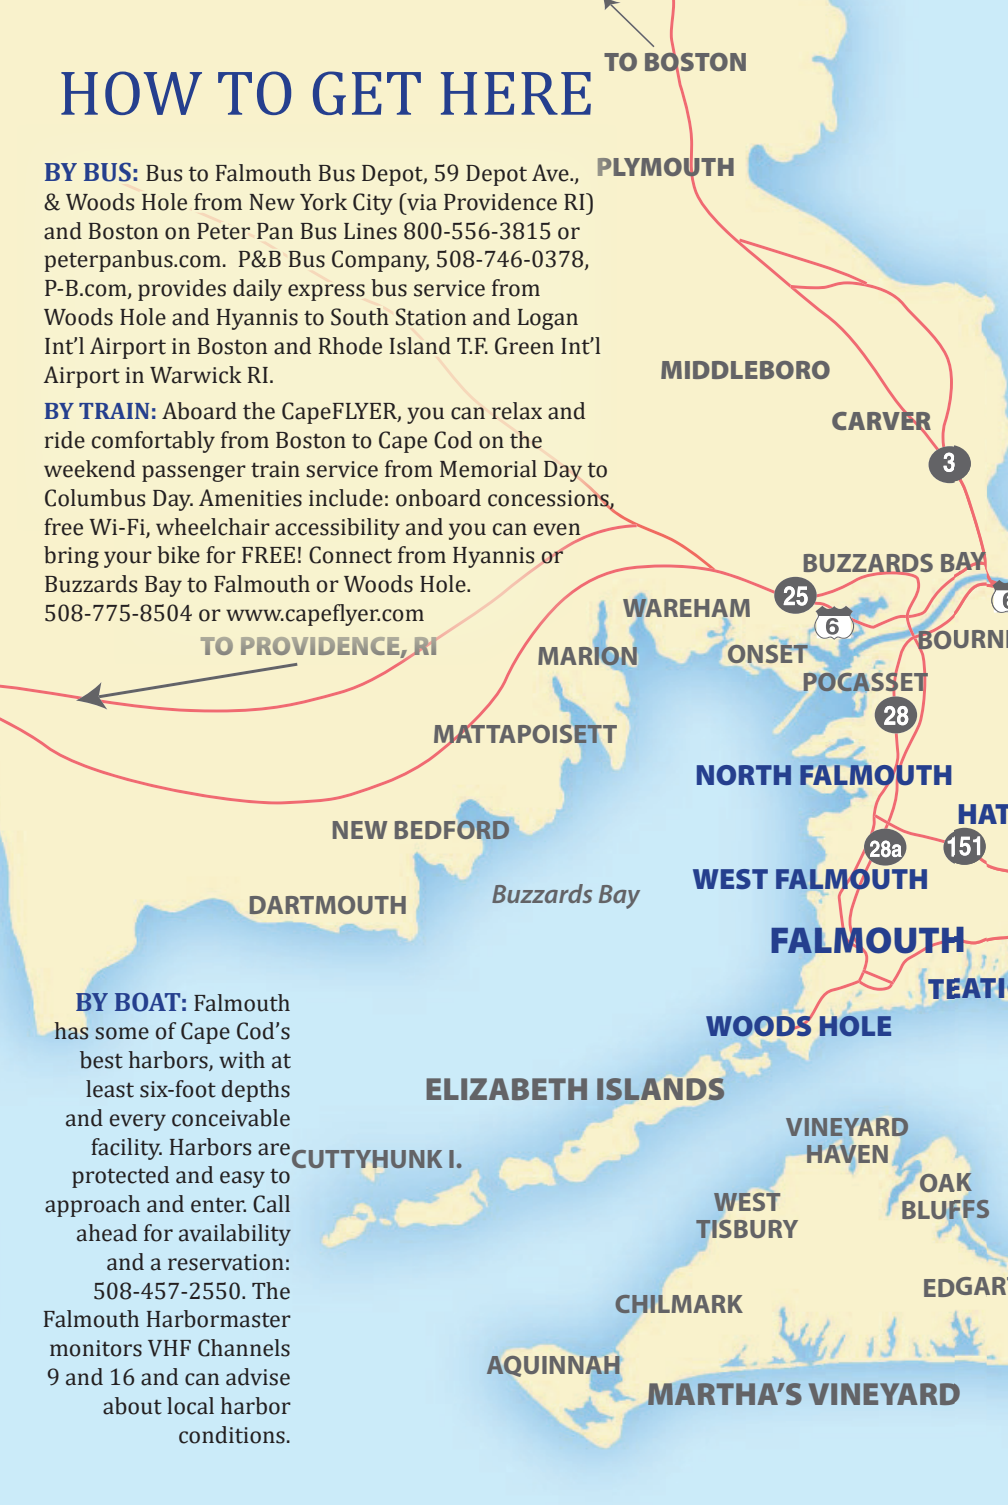 HOW TO GET HERE
BY BUS: Bus to Falmouth Bus Depot, 59 Depot Ave.,
& Woods Hole from New York City (via Providence RI)
and Boston on Peter Pan Bus Lines 800-556-3815 or
peterpanbus.com.  P&B Bus Company, 508-746-0378,
P-B.com, provides daily express bus service from
Woods Hole and Hyannis to South Station and Logan
Int'l Airport in Boston and Rhode Island T.F. Green Int'l
Airport in Warwick RI.
BY TRAIN: Aboard the CapeFLYER, you can relax and
ride comfortably from Boston to Cape Cod on the
weekend passenger train service from Memorial Day to
Columbus Day. Amenities include: onboard concessions,
free Wi-Fi, wheelchair accessibility and you can even
bring your bike for FREE! Connect from Hyannis or
Buzzards Bay to Falmouth or Woods Hole.
508-775-8504 or www.capeflyer.com
TO BOSTON
PLYMOUTH
MIDDLEBORO
CARVER
3
BUZZARDS BAY
25
6
6
WAREHAM
TO PROVIDENCE, RI
MARION
ONSET
BOURN
POCASSET
28
MATTAPOISETT
NORTH FALMOUTH
HAT
NEW BEDFORD
28a
151
WEST FALMOUTH
Buzzards Bay
DARTMOUTH
FALMOUTH
TEATI
WOODS HOLE
BY BOAT: Falmouth
has some of Cape Cod's
best harbors, with at
least six-foot depths
and every conceivable
facility. Harbors are
protected and easy to
approach and enter. Call
ahead for availability
and a reservation:
508-457-2550. The
Falmouth Harbormaster
monitors VHF Channels
9 and 16 and can advise
about local harbor
conditions.
ELIZABETH ISLANDS
CUTTYHUNK I.
VINEYARD
HAVEN
OAK
BLUFFS
WEST
TISBURY
EDGAR
CHILMARK
AQUINNAH
MARTHA'S VINEYARD